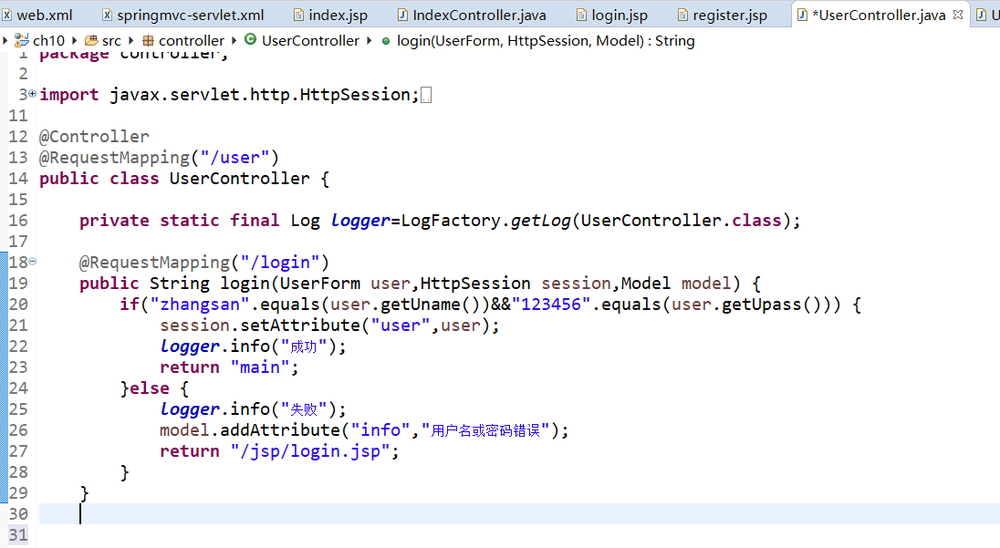 web.xml springmvc-servlet.xml index.jsp IndexController.java login.jsp register.jsp *UserController.java U
ch10 src controller UserController login(UserForm, HttpSession, Model) : String
1 package controller;
2
3 import javax.servlet.http.HttpSession;
11
12 @Controller
13 @RequestMapping("/user")
14 public class UserController {
15
16 private static final Log logger=LogFactory.getLog(UserController.class);
17
18 @RequestMapping("/login")
19 public String login(UserForm user,HttpSession session,Model model) {
20 if("zhangsan".equals(user.getUname())&&"123456".equals(user.getUpass())) {
21 session.setAttribute("user",user);
22 logger.info("成功");
23 return "main";
24 }else {
25 logger.info("失败");
26 model.addAttribute("info","用户名或密码错误");
27 return "/jsp/login.jsp";
28 }
29 }
30
31